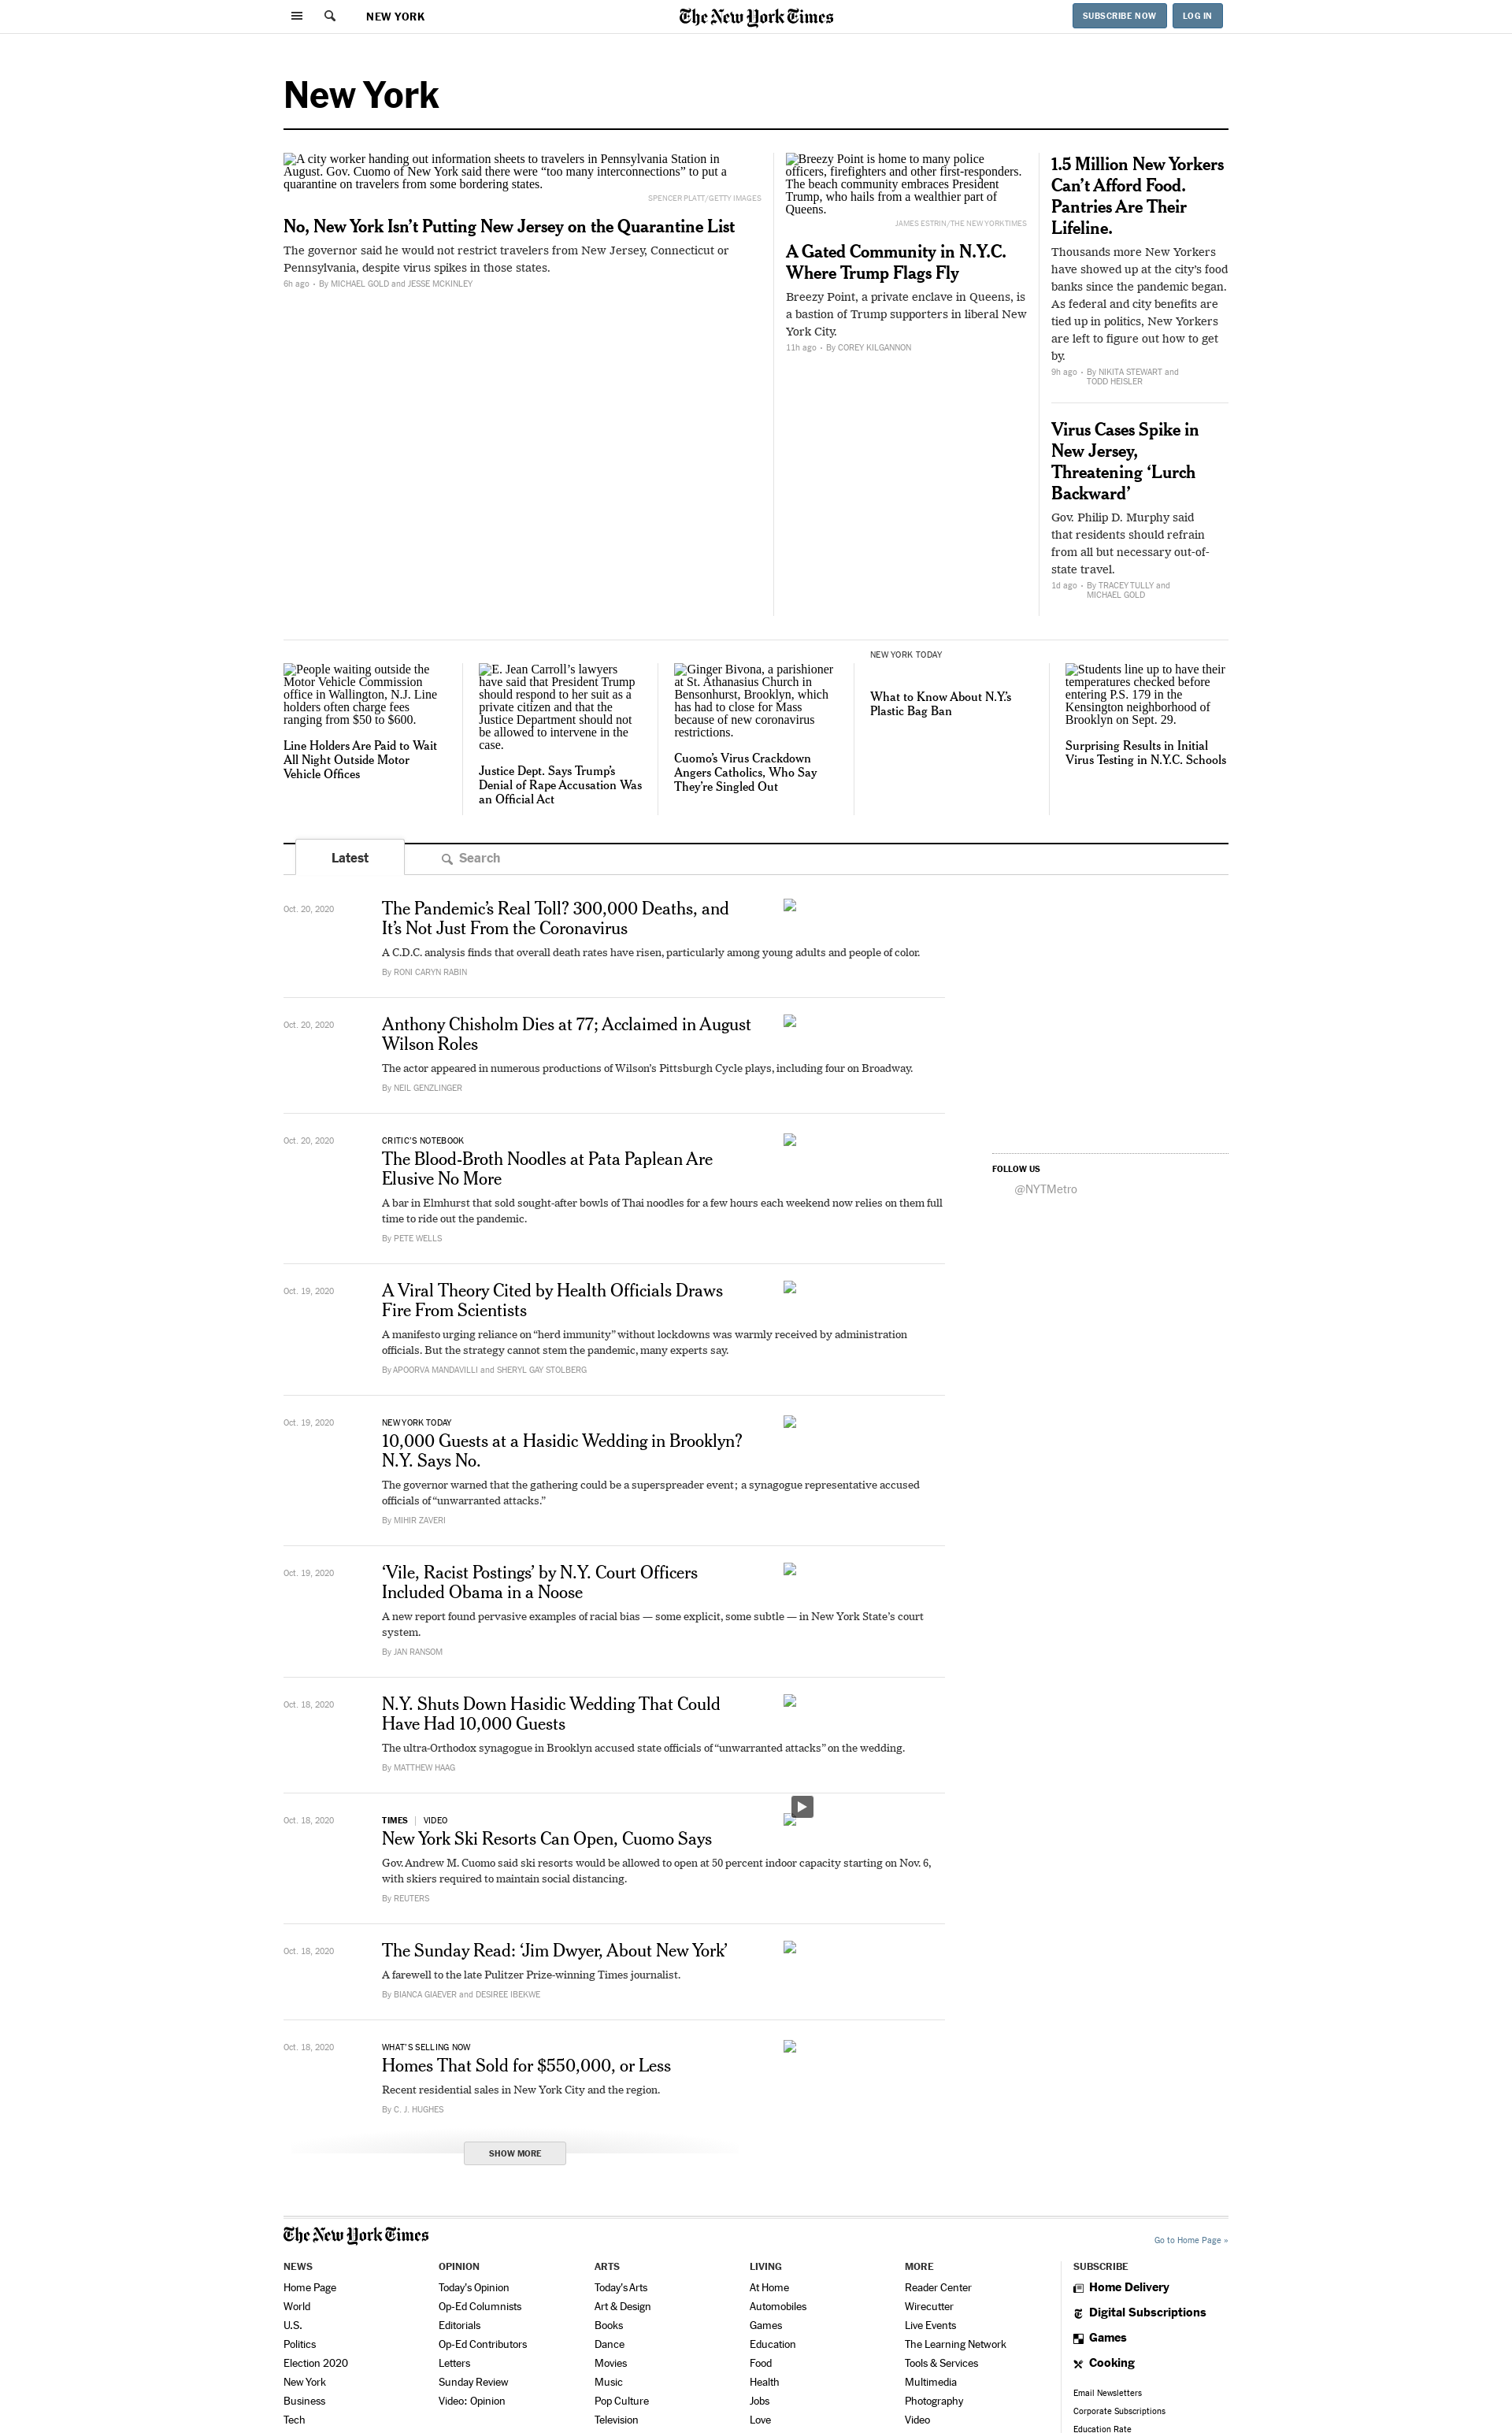 NEW YORK
The New York Times
SUBSCRIBE NOW
LOG IN
New York
A city worker handing out information sheets to travelers in Pennsylvania Station in
August. Gov. Cuomo of New York said there were “too many interconnections” to put a
quarantine on travelers from some bordering states.
SPENCER PLATT/GETTY IMAGES
No, New York Isn’t Putting New Jersey on the Quarantine List
The governor said he would not restrict travelers from New Jersey, Connecticut or
Pennsylvania, despite virus spikes in those states.
6h ago • By MICHAEL GOLD and JESSE MCKINLEY
Breezy Point is home to many police
officers, firefighters and other first-responders.
The beach community embraces President
Trump, who hails from a wealthier part of
Queens.
JAMES ESTRIN/THE NEW YORK TIMES
A Gated Community in N.Y.C.
Where Trump Flags Fly
Breezy Point, a private enclave in Queens, is
a bastion of Trump supporters in liberal New
York City.
11h ago • By COREY KILGANNON
1.5 Million New Yorkers
Can’t Afford Food.
Pantries Are Their
Lifeline.
Thousands more New Yorkers
have showed up at the city’s food
banks since the pandemic began.
As federal and city benefits are
tied up in politics, New Yorkers
are left to figure out how to get
by.
9h ago • By NIKITA STEWART and
TODD HEISLER
Virus Cases Spike in
New Jersey,
Threatening ‘Lurch
Backward’
Gov. Philip D. Murphy said
that residents should refrain
from all but necessary out-of-
state travel.
1d ago • By TRACEY TULLY and
MICHAEL GOLD
People waiting outside the
Motor Vehicle Commission
office in Wallington, N.J. Line
holders often charge fees
ranging from $50 to $600.
Line Holders Are Paid to Wait
All Night Outside Motor
Vehicle Offices
E. Jean Carroll’s lawyers
have said that President Trump
should respond to her suit as a
private citizen and that the
Justice Department should not
be allowed to intervene in the
case.
Justice Dept. Says Trump’s
Denial of Rape Accusation Was
an Official Act
Ginger Bivona, a parishioner
at St. Athanasius Church in
Bensonhurst, Brooklyn, which
has had to close for Mass
because of new coronavirus
restrictions.
Cuomo’s Virus Crackdown
Angers Catholics, Who Say
They’re Singled Out
NEW YORK TODAY
What to Know About N.Y.’s
Plastic Bag Ban
Students line up to have their
temperatures checked before
entering P.S. 179 in the
Kensington neighborhood of
Brooklyn on Sept. 29.
Surprising Results in Initial
Virus Testing in N.Y.C. Schools
Latest
Search
Oct. 20, 2020
The Pandemic’s Real Toll? 300,000 Deaths, and
It’s Not Just From the Coronavirus
A C.D.C. analysis finds that overall death rates have risen, particularly among young adults and people of color.
By RONI CARYN RABIN
Oct. 20, 2020
Anthony Chisholm Dies at 77; Acclaimed in August
Wilson Roles
The actor appeared in numerous productions of Wilson’s Pittsburgh Cycle plays, including four on Broadway.
By NEIL GENZLINGER
Oct. 20, 2020
CRITIC’S NOTEBOOK
The Blood-Broth Noodles at Pata Paplean Are
Elusive No More
A bar in Elmhurst that sold sought-after bowls of Thai noodles for a few hours each weekend now relies on them full
time to ride out the pandemic.
By PETE WELLS
FOLLOW US
@NYTMetro
Oct. 19, 2020
A Viral Theory Cited by Health Officials Draws
Fire From Scientists
A manifesto urging reliance on “herd immunity” without lockdowns was warmly received by administration
officials. But the strategy cannot stem the pandemic, many experts say.
By APOORVA MANDAVILLI and SHERYL GAY STOLBERG
Oct. 19, 2020
NEW YORK TODAY
10,000 Guests at a Hasidic Wedding in Brooklyn?
N.Y. Says No.
The governor warned that the gathering could be a superspreader event; a synagogue representative accused
officials of “unwarranted attacks.”
By MIHIR ZAVERI
Oct. 19, 2020
‘Vile, Racist Postings’ by N.Y. Court Officers
Included Obama in a Noose
A new report found pervasive examples of racial bias — some explicit, some subtle — in New York State’s court
system.
By JAN RANSOM
Oct. 18, 2020
N.Y. Shuts Down Hasidic Wedding That Could
Have Had 10,000 Guests
The ultra-Orthodox synagogue in Brooklyn accused state officials of “unwarranted attacks” on the wedding.
By MATTHEW HAAG
Oct. 18, 2020
TIMES | VIDEO
New York Ski Resorts Can Open, Cuomo Says
Gov. Andrew M. Cuomo said ski resorts would be allowed to open at 50 percent indoor capacity starting on Nov. 6,
with skiers required to maintain social distancing.
By REUTERS
Oct. 18, 2020
The Sunday Read: ‘Jim Dwyer, About New York’
A farewell to the late Pulitzer Prize-winning Times journalist.
By BIANCA GIAEVER and DESIREE IBEKWE
Oct. 18, 2020
WHAT’S SELLING NOW
Homes That Sold for $550,000, or Less
Recent residential sales in New York City and the region.
By C. J. HUGHES
SHOW MORE
The New York Times
Go to Home Page »
NEWS
Home Page
World
U.S.
Politics
Election 2020
New York
Business
Tech
OPINION
Today's Opinion
Op-Ed Columnists
Editorials
Op-Ed Contributors
Letters
Sunday Review
Video: Opinion
ARTS
Today's Arts
Art & Design
Books
Dance
Movies
Music
Pop Culture
Television
LIVING
At Home
Automobiles
Games
Education
Food
Health
Jobs
Love
MORE
Reader Center
Wirecutter
Live Events
The Learning Network
Tools & Services
Multimedia
Photography
Video
SUBSCRIBE
Home Delivery
Digital Subscriptions
Games
Cooking
Email Newsletters
Corporate Subscriptions
Education Rate